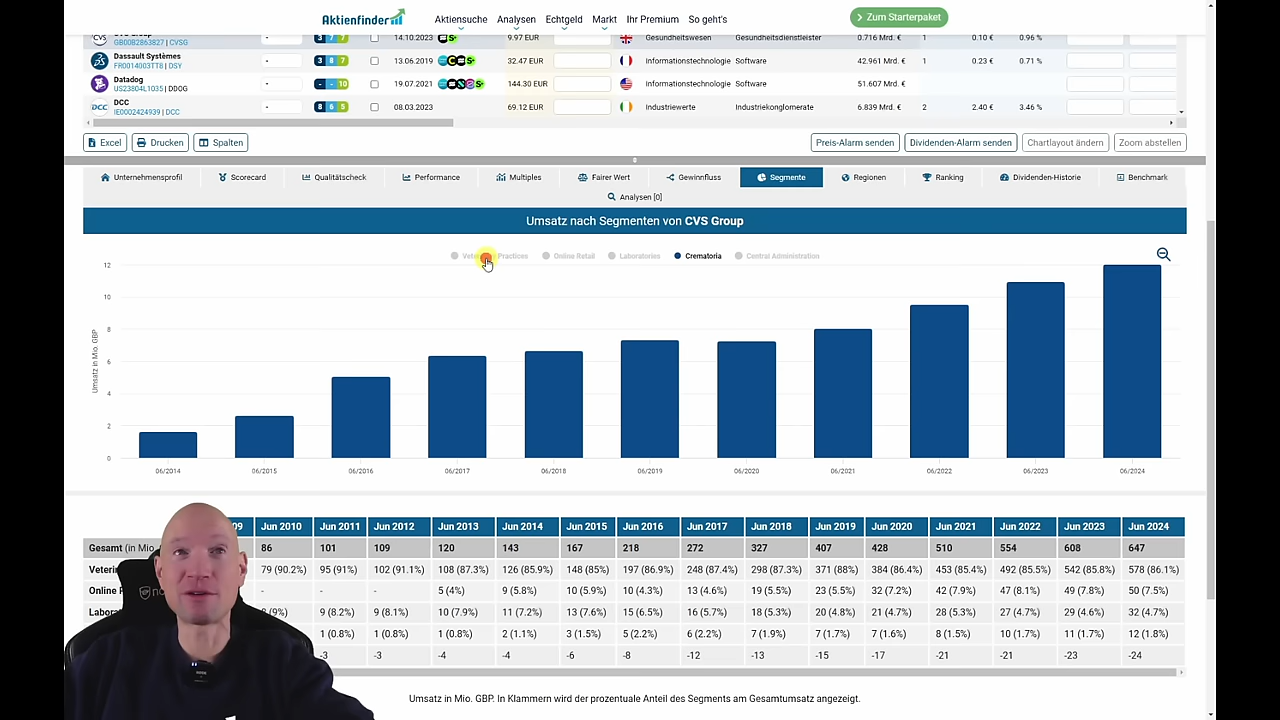 Aktienfinder Aktiensuche Analysen Echtgeld Markt Ihr Premium So geht's Zum Starterpaket
GB00B2863827 | CVSG - 3 7 7 14.10.2023 S+ 9.97 EUR Gesundheitswesen Gesundheitsdienstleister 0.716 Mrd. € 1 0.10 € 0.96 %
Dassault Systèmes
FR0014003TT8 | DSY - 3 8 7 13.06.2019 S+ 32.47 EUR Informationstechnologie Software 42.961 Mrd. € 1 0.23 € 0.71 %
Datadog
US23804L1035 | DDOG - - - 10 19.07.2021 S+ 144.30 EUR Informationstechnologie Software 51.607 Mrd. €
DCC
IE0002424939 | DCC - 8 6 5 08.03.2023 69.12 EUR Industriewerte Industriekonglomerate 6.839 Mrd. € 2 2.40 € 3.46 %
Excel Drucken Spalten Preis-Alarm senden Dividenden-Alarm senden Chartlayout ändern Zoom abstellen
Unternehmensprofil Scorecard Qualitätscheck Performance Multiples Fairer Wert Gewinnfluss Segmente Regionen Ranking Dividenden-Historie Benchmark
Analysen [0]
Umsatz nach Segmenten von CVS Group
Practices Online Retail Laboratories Crematoria Central Administration
Umsatz in Mio. GBP
12
10
8
6
4
2
0
06/2014 06/2015 06/2016 06/2017 06/2018 06/2019 06/2020 06/2021 06/2022 06/2023 06/2024
09 Jun 2010 Jun 2011 Jun 2012 Jun 2013 Jun 2014 Jun 2015 Jun 2016 Jun 2017 Jun 2018 Jun 2019 Jun 2020 Jun 2021 Jun 2022 Jun 2023 Jun 2024
Gesamt (in Mio. 86 101 109 120 143 167 218 272 327 407 428 510 554 608 647
79 (90.2%) 95 (91%) 102 (91.1%) 108 (87.3%) 126 (85.9%) 148 (85%) 197 (86.9%) 248 (87.4%) 298 (87.3%) 371 (88%) 384 (86.4%) 453 (85.4%) 492 (85.5%) 542 (85.8%) 578 (86.1%)
Online - - - 5 (4%) 9 (5.8%) 10 (5.9%) 10 (4.3%) 13 (4.6%) 19 (5.5%) 23 (5.5%) 32 (7.2%) 42 (7.9%) 47 (8.1%) 49 (7.8%) 50 (7.5%)
(9%) 9 (8.2%) 9 (8.1%) 10 (7.9%) 11 (7.2%) 13 (7.6%) 15 (6.5%) 16 (5.7%) 18 (5.3%) 20 (4.8%) 21 (4.7%) 28 (5.3%) 27 (4.7%) 29 (4.6%) 32 (4.7%)
1 (0.8%) 1 (0.8%) 1 (0.8%) 2 (1.1%) 3 (1.5%) 5 (2.2%) 6 (2.2%) 7 (1.9%) 7 (1.7%) 7 (1.6%) 8 (1.5%) 10 (1.7%) 11 (1.7%) 12 (1.8%)
-3 -3 -4 -4 -6 -8 -12 -13 -15 -17 -21 -21 -23 -24
Umsatz in Mio. GBP. In Klammern wird der prozentuale Anteil des Segments am Gesamtumsatz angezeigt.